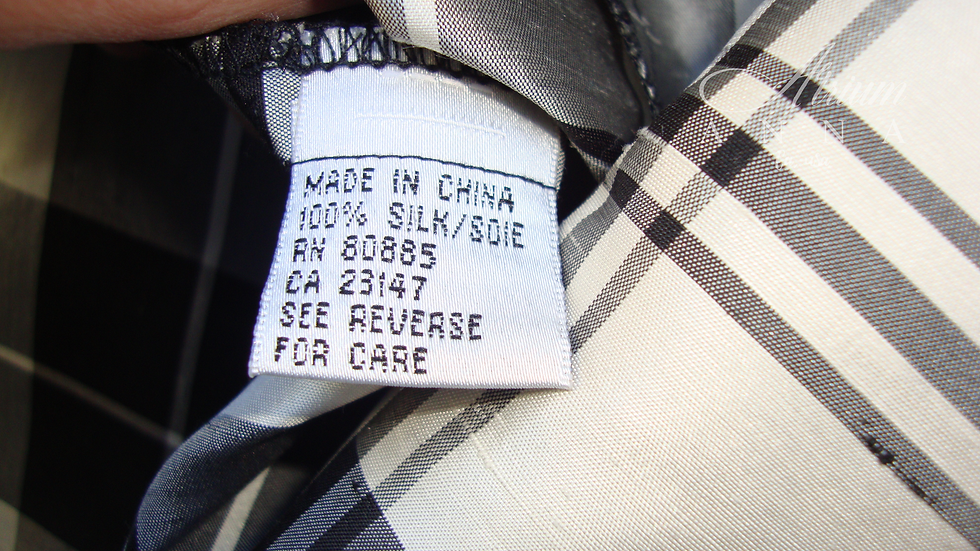 MADE IN CHINA
100% SILK/SOIE
RN 80885
CA 23147
SEE REVERSE
FOR CARE